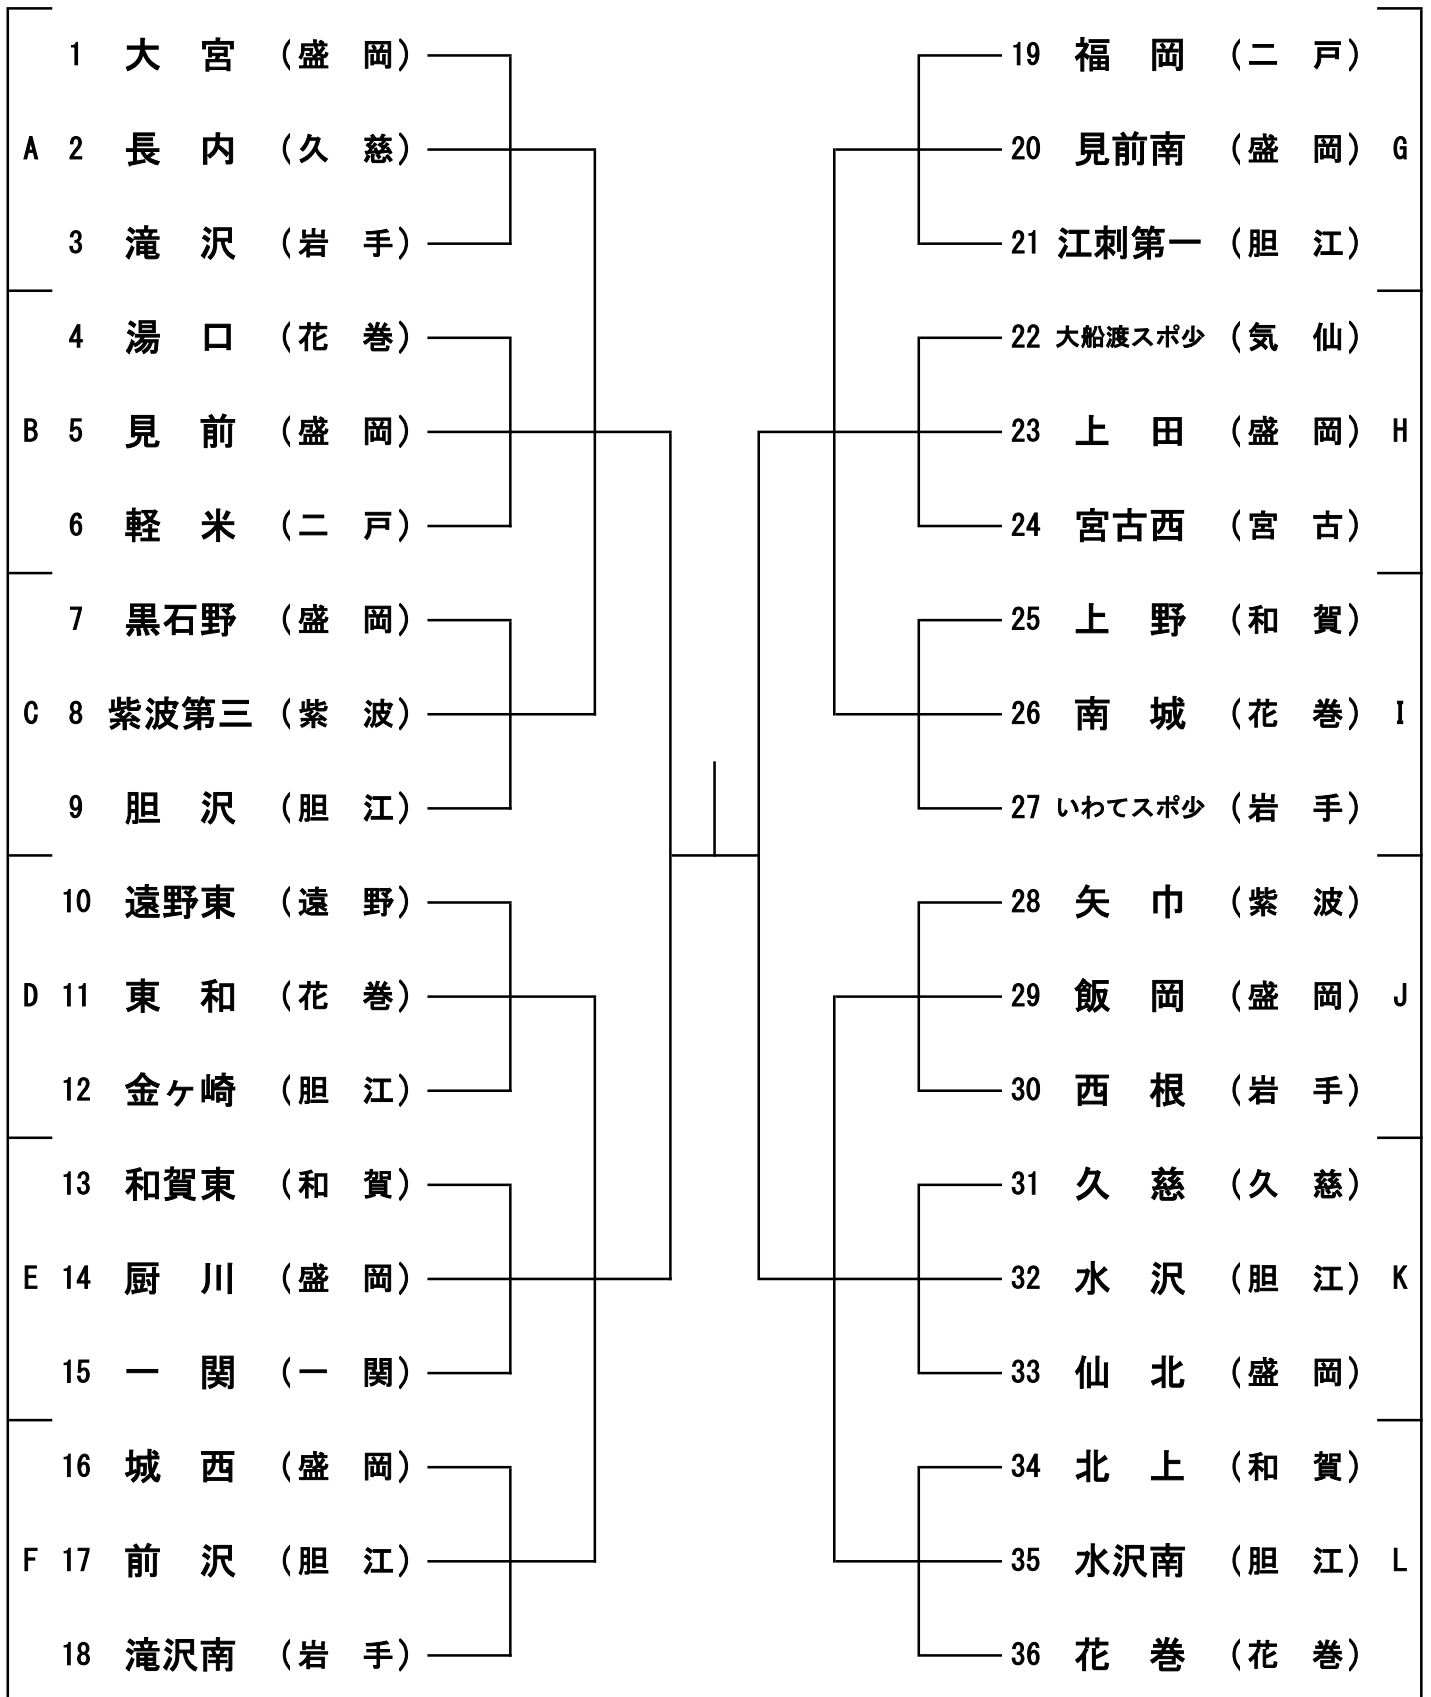 1 大宮 (盛岡)
A 2 長内 (久慈)
3 滝沢 (岩手)
4 湯口 (花巻)
B 5 見前 (盛岡)
6 軽米 (二戸)
7 黒石野 (盛岡)
C 8 紫波第三 (紫波)
9 胆沢 (胆江)
10 遠野東 (遠野)
D 11 東和 (花巻)
12 金ヶ崎 (胆江)
13 和賀東 (和賀)
E 14 厨川 (盛岡)
15 一関 (一関)
16 城西 (盛岡)
F 17 前沢 (胆江)
18 滝沢南 (岩手)
19 福岡 (二戸)
20 見前南 (盛岡) G
21 江刺第一 (胆江)
22 大船渡スポ少 (気仙)
23 上田 (盛岡) H
24 宮古西 (宮古)
25 上野 (和賀)
26 南城 (花巻) I
27 いわてスポ少 (岩手)
28 矢巾 (紫波)
29 飯岡 (盛岡) J
30 西根 (岩手)
31 久慈 (久慈)
32 水沢 (胆江) K
33 仙北 (盛岡)
34 北上 (和賀)
35 水沢南 (胆江) L
36 花巻 (花巻)